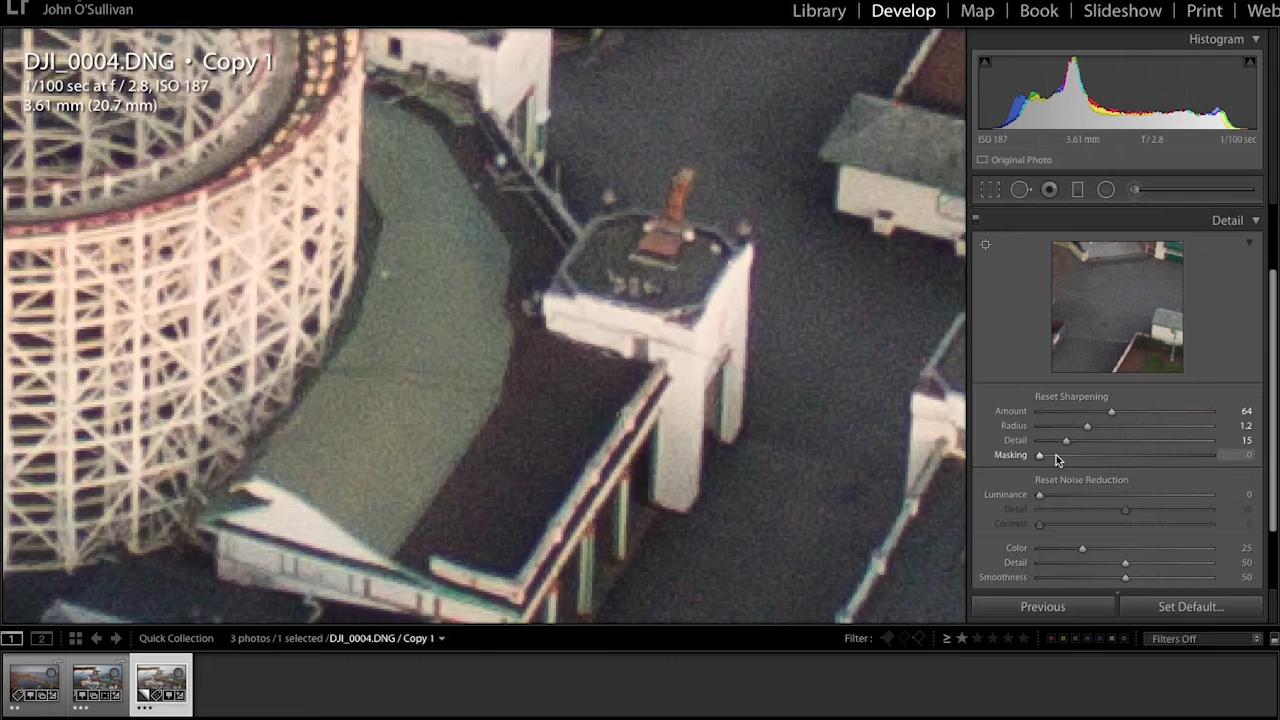 Lr John O'Sullivan
Library | Develop | Map | Book | Slideshow | Print | Web
DJI_0004.DNG • Copy 1
1/100 sec at f / 2.8, ISO 187
3.61 mm (20.7 mm)
Histogram
ISO 187 3.61 mm f / 2.8 1/100 sec
Original Photo
Detail
Reset Sharpening
Amount 64
Radius 1.2
Detail 15
Masking 0
Reset Noise Reduction
Luminance 0
Detail
Contrast 0
Color 25
Detail 50
Smoothness 50
Previous Set Default...
1 2 Quick Collection 3 photos / 1 selected / DJI_0004.DNG / Copy 1 Filter : ≥ Filters Off